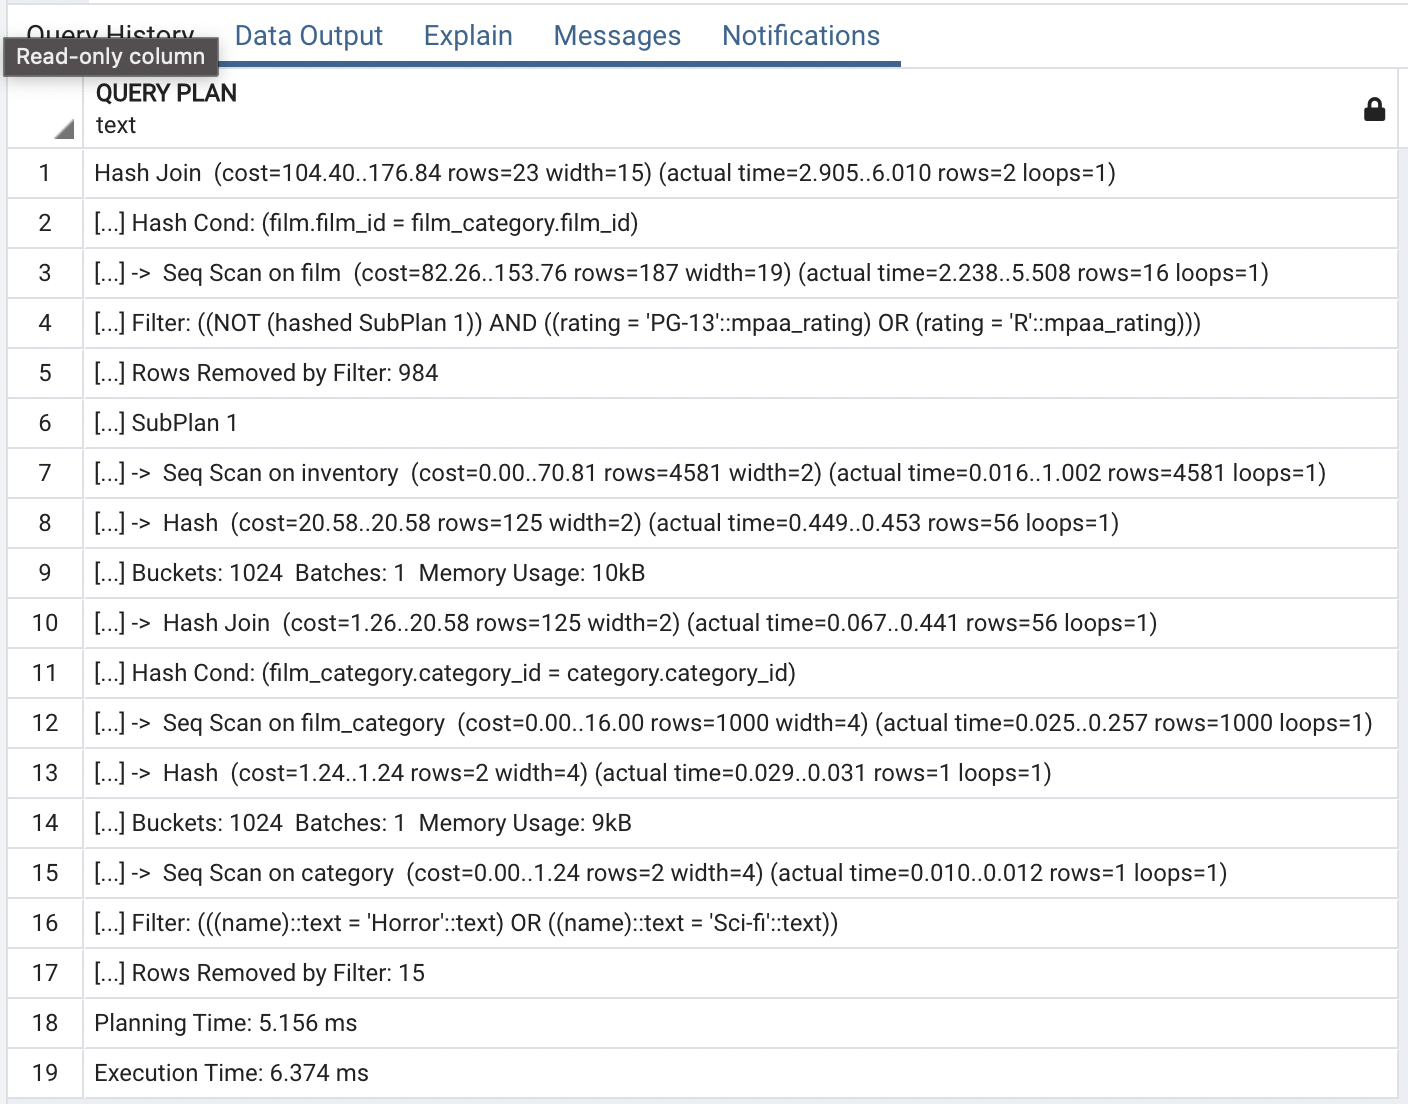 Query History Data Output Explain Messages Notifications
Read-only column
QUERY PLAN
text
1 Hash Join (cost=104.40..176.84 rows=23 width=15) (actual time=2.905..6.010 rows=2 loops=1)
2 [...] Hash Cond: (film.film_id = film_category.film_id)
3 [...] -> Seq Scan on film (cost=82.26..153.76 rows=187 width=19) (actual time=2.238..5.508 rows=16 loops=1)
4 [...] Filter: ((NOT (hashed SubPlan 1)) AND ((rating = 'PG-13'::mpaa_rating) OR (rating = 'R'::mpaa_rating)))
5 [...] Rows Removed by Filter: 984
6 [...] SubPlan 1
7 [...] -> Seq Scan on inventory (cost=0.00..70.81 rows=4581 width=2) (actual time=0.016..1.002 rows=4581 loops=1)
8 [...] -> Hash (cost=20.58..20.58 rows=125 width=2) (actual time=0.449..0.453 rows=56 loops=1)
9 [...] Buckets: 1024 Batches: 1 Memory Usage: 10kB
10 [...] -> Hash Join (cost=1.26..20.58 rows=125 width=2) (actual time=0.067..0.441 rows=56 loops=1)
11 [...] Hash Cond: (film_category.category_id = category.category_id)
12 [...] -> Seq Scan on film_category (cost=0.00..16.00 rows=1000 width=4) (actual time=0.025..0.257 rows=1000 loops=1)
13 [...] -> Hash (cost=1.24..1.24 rows=2 width=4) (actual time=0.029..0.031 rows=1 loops=1)
14 [...] Buckets: 1024 Batches: 1 Memory Usage: 9kB
15 [...] -> Seq Scan on category (cost=0.00..1.24 rows=2 width=4) (actual time=0.010..0.012 rows=1 loops=1)
16 [...] Filter: (((name)::text = 'Horror'::text) OR ((name)::text = 'Sci-fi'::text))
17 [...] Rows Removed by Filter: 15
18 Planning Time: 5.156 ms
19 Execution Time: 6.374 ms